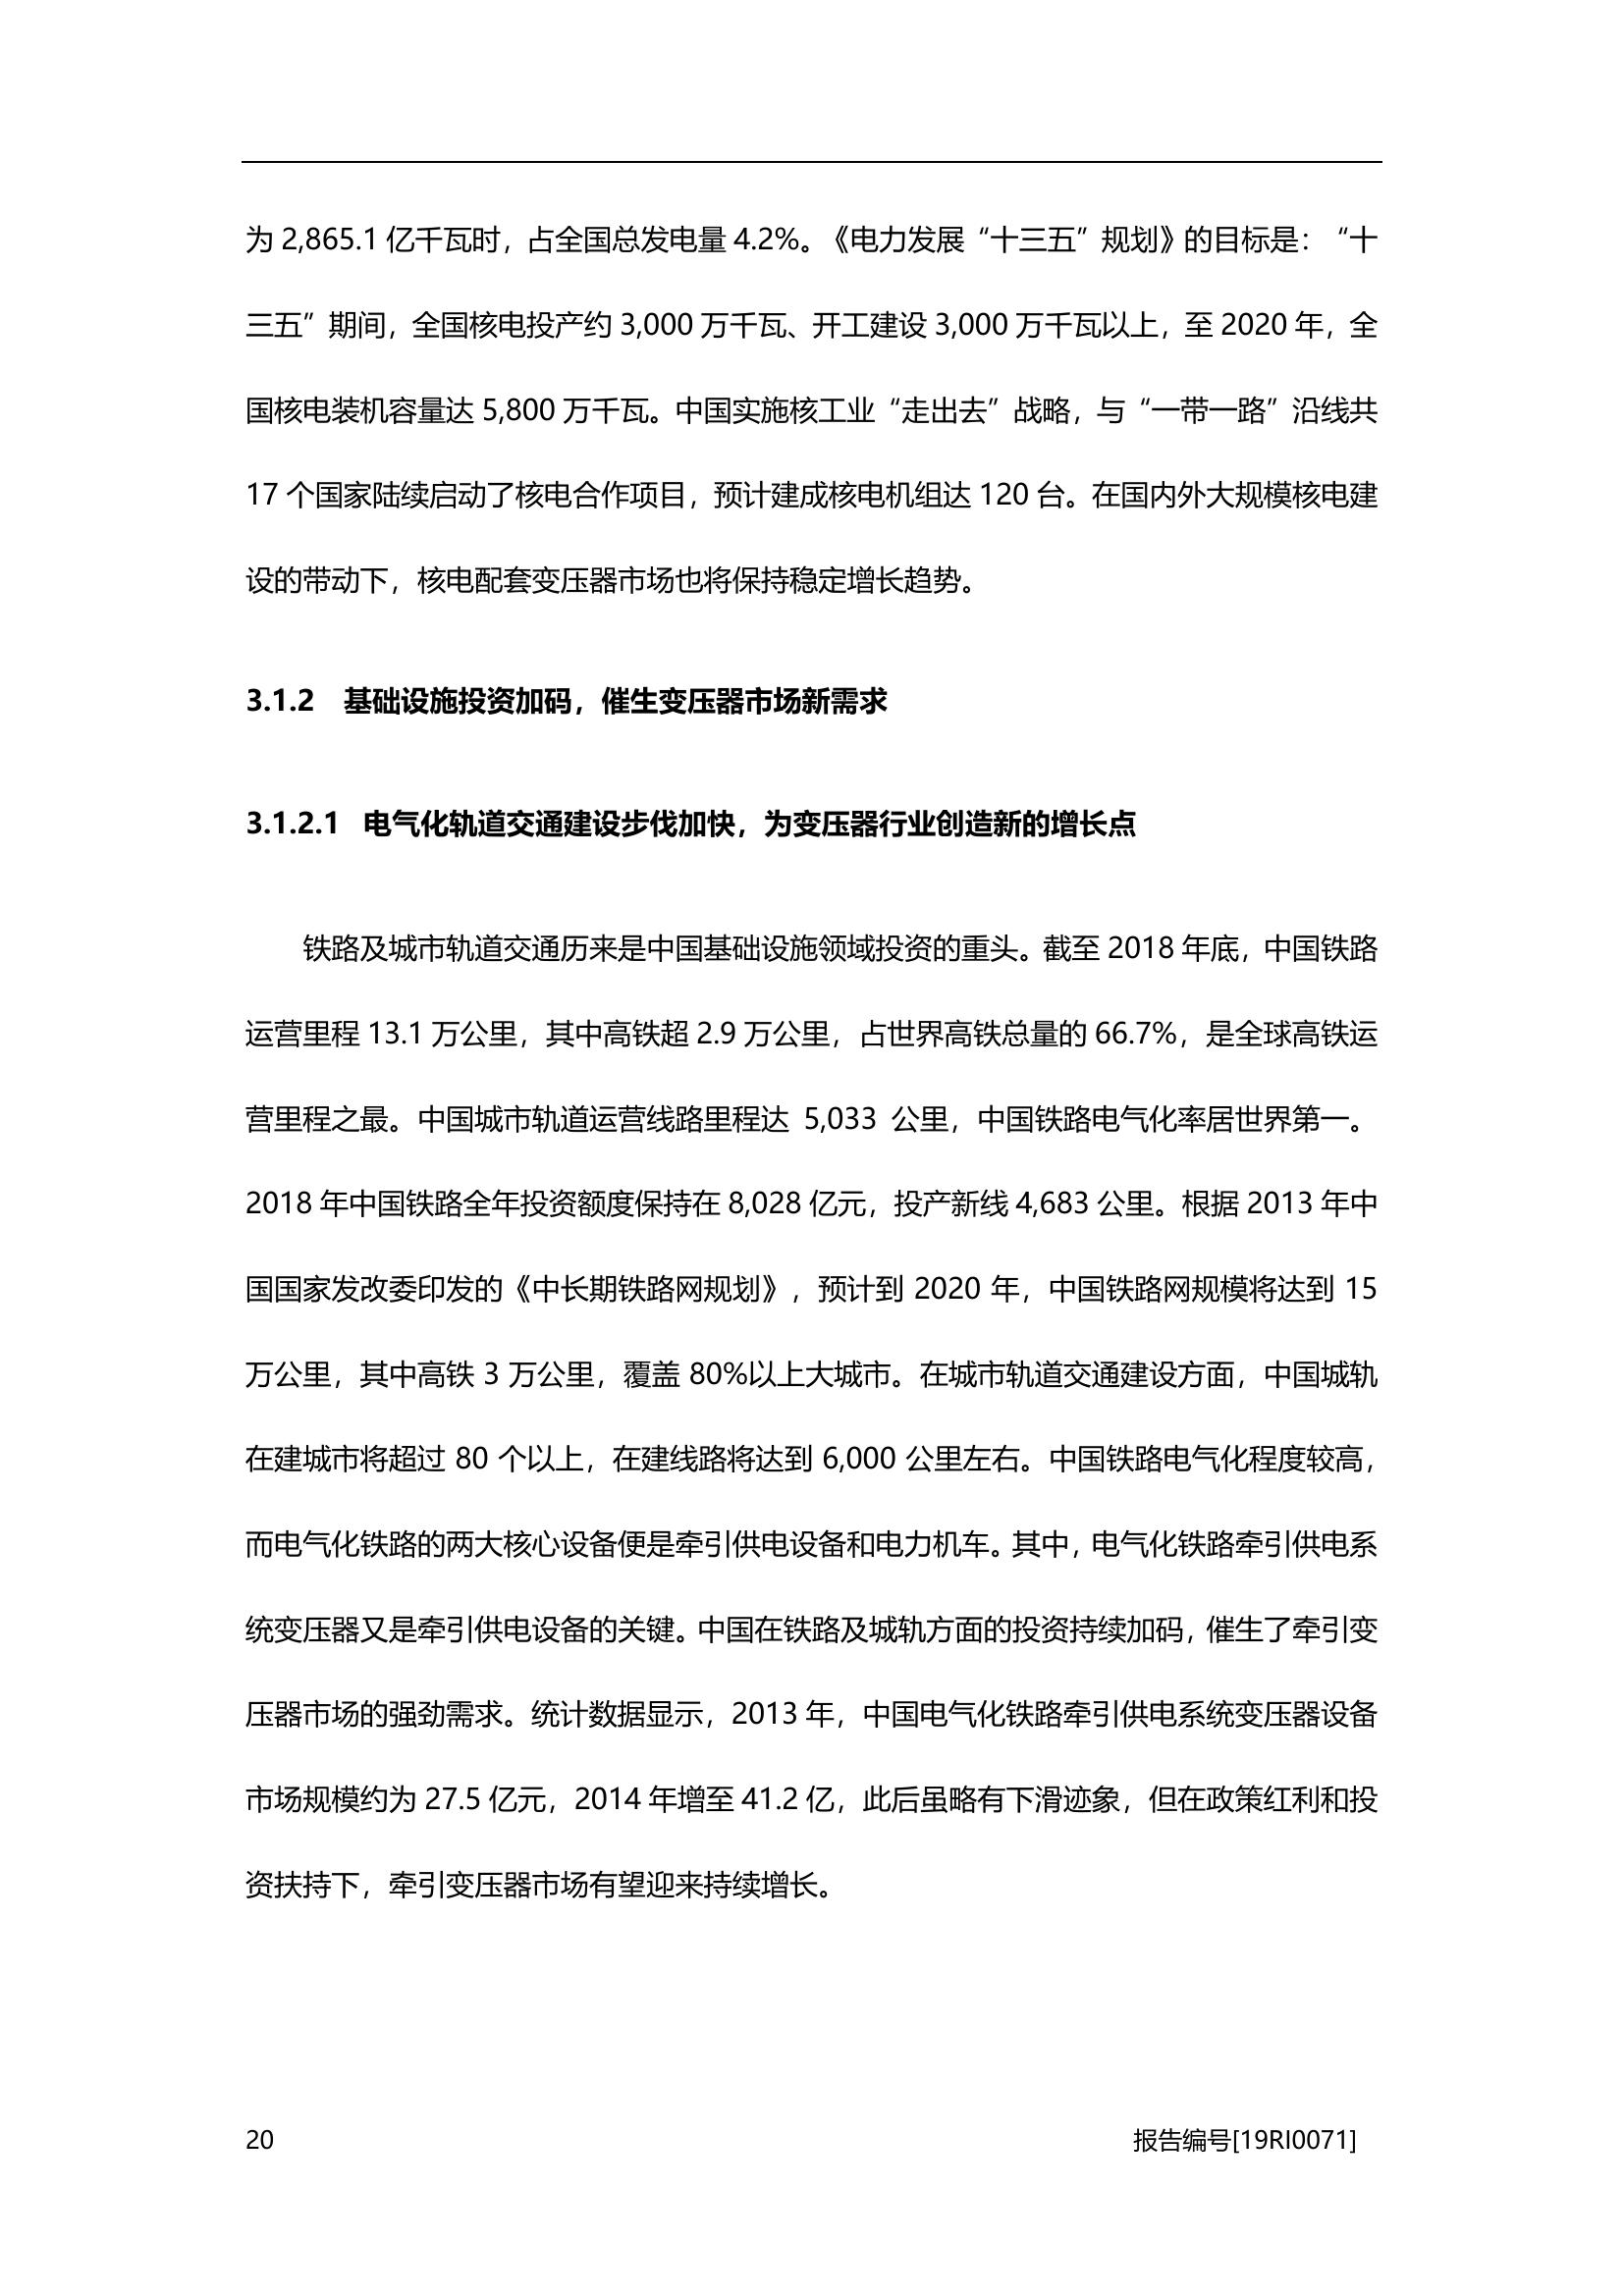 为 2,865.1 亿千瓦时，占全国总发电量 4.2%。《电力发展“十三五”规划》的目标是：“十
三五”期间，全国核电投产约 3,000 万千瓦、开工建设 3,000 万千瓦以上，至 2020 年，全
国核电装机容量达 5,800 万千瓦。中国实施核工业“走出去”战略，与“一带一路”沿线共
17 个国家陆续启动了核电合作项目，预计建成核电机组达 120 台。在国内外大规模核电建
设的带动下，核电配套变压器市场也将保持稳定增长趋势。
3.1.2 基础设施投资加码，催生变压器市场新需求
3.1.2.1 电气化轨道交通建设步伐加快，为变压器行业创造新的增长点
铁路及城市轨道交通历来是中国基础设施领域投资的重头。截至 2018 年底，中国铁路
运营里程 13.1 万公里，其中高铁超 2.9 万公里，占世界高铁总量的 66.7%，是全球高铁运
营里程之最。中国城市轨道运营线路里程达 5,033 公里，中国铁路电气化率居世界第一。
2018 年中国铁路全年投资额度保持在 8,028 亿元，投产新线 4,683 公里。根据 2013 年中
国国家发改委印发的《中长期铁路网规划》，预计到 2020 年，中国铁路网规模将达到 15
万公里，其中高铁 3 万公里，覆盖 80%以上大城市。在城市轨道交通建设方面，中国城轨
在建城市将超过 80 个以上，在建线路将达到 6,000 公里左右。中国铁路电气化程度较高，
而电气化铁路的两大核心设备便是牵引供电设备和电力机车。其中，电气化铁路牵引供电系
统变压器又是牵引供电设备的关键。中国在铁路及城轨方面的投资持续加码，催生了牵引变
压器市场的强劲需求。统计数据显示，2013 年，中国电气化铁路牵引供电系统变压器设备
市场规模约为 27.5 亿元，2014 年增至 41.2 亿，此后虽略有下滑迹象，但在政策红利和投
资扶持下，牵引变压器市场有望迎来持续增长。
20 报告编号[19RI0071]